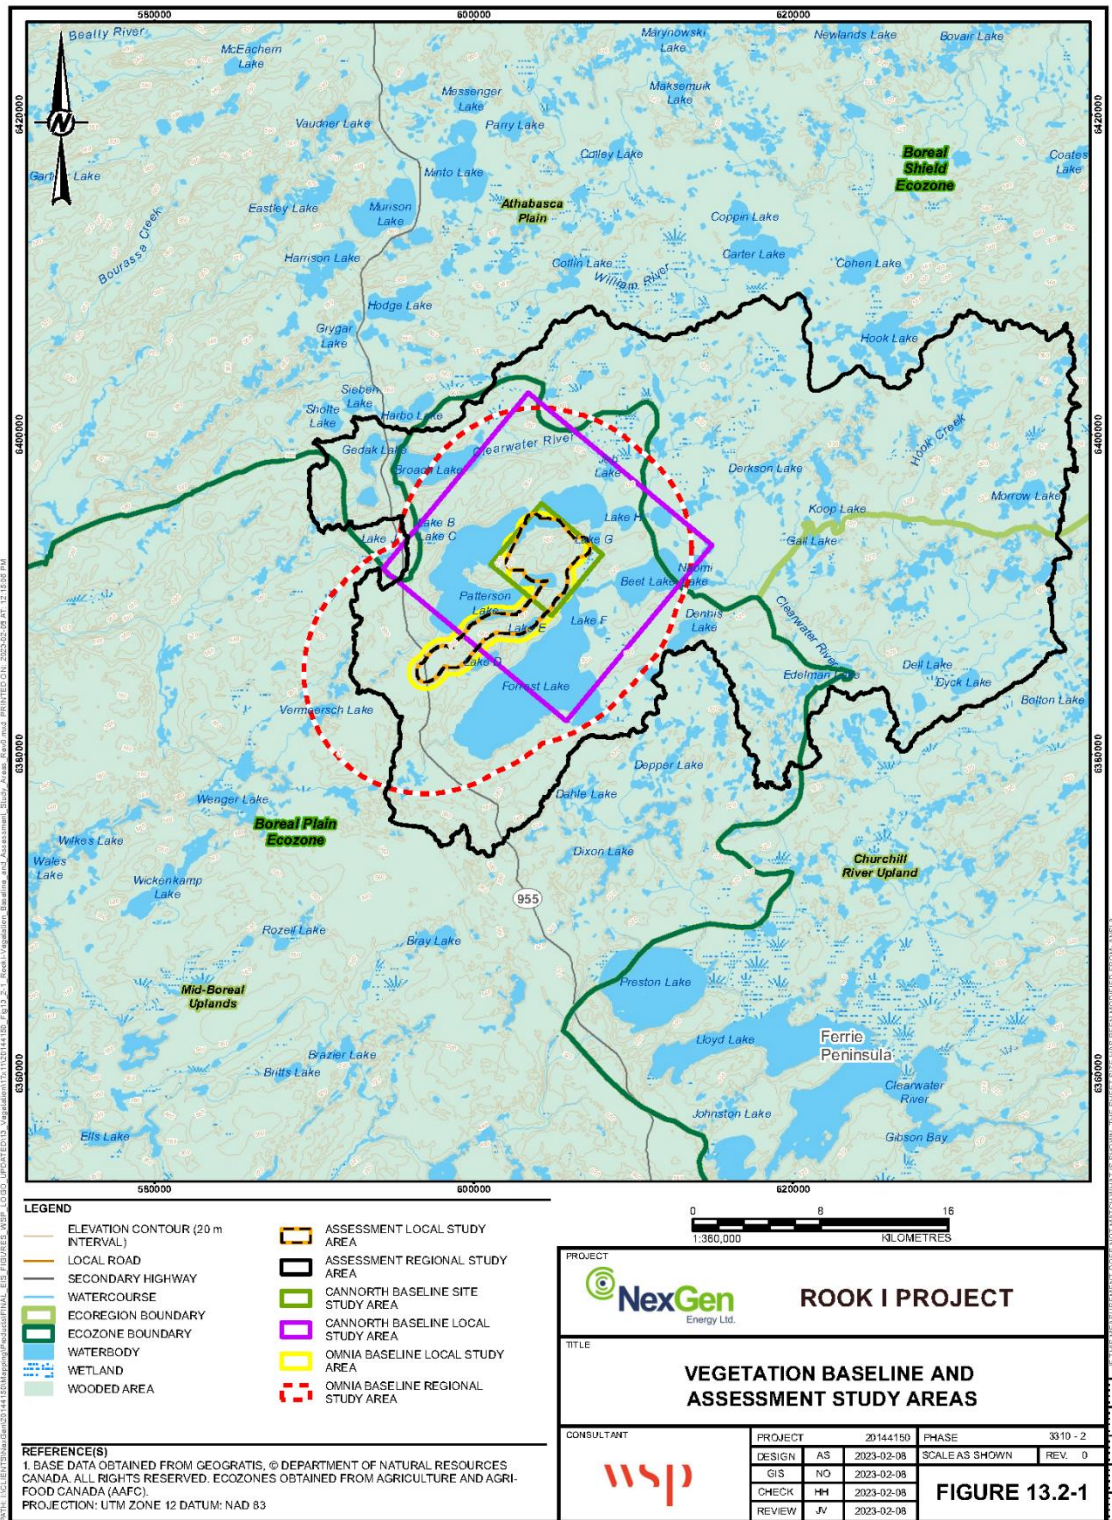 580000
600000
620000
Beatty River
McEachern
Lake
Marynowski
Lake
Newlands Lake
Bovair Lake
6420000
6420000
N
Messenger
Lake
Maksemuik
Lake
Vaudner Lake
Parry Lake
Colley Lake
Boreal
Shield
Ecozone
Coates
Lake
Minto Lake
Eastley Lake
Murison
Lake
Athabasca
Plain
Coppin Lake
Bourassa Creek
Harrison Lake
Collin Lake
William River
Carter Lake
Cohen Lake
Hodge Lake
Grygar
Lake
Hook Lake
Sieben
Lake
Sholte
Lake
Harbo Lake
6400000
6400000
Gedak Lake
Clearwater River
Broach Lake
Jed
Lake
Derkson Lake
Hook Creek
Morrow Lake
Koop Lake
Lake B
Lake C
Lake H
Lake G
Gall Lake
Lake
Naomi
Lake
Beet Lake
Patterson
Lake
Lake E
Lake F
Dennis
Lake
Clearwater River
Lake D
Forrest Lake
Edelman Lake
Dell Lake
Dyck Lake
Bolton Lake
Vermeersch Lake
6380000
6380000
Depper Lake
Dahle Lake
Wenger Lake
Boreal Plain
Ecozone
Wilkes Lake
Wales
Lake
Dixon Lake
Churchill
River Upland
Wickenkamp
Lake
955
Rozell Lake
Bray Lake
Mid-Boreal
Uplands
Preston Lake
Lloyd Lake
Ferrie
Peninsula
6360000
6360000
Brazier Lake
Britts Lake
Clearwater
River
Johnston Lake
Ells Lake
Gibson Bay
580000
600000
620000
LEGEND
ELEVATION CONTOUR (20 m
INTERVAL)
LOCAL ROAD
SECONDARY HIGHWAY
WATERCOURSE
ECOREGION BOUNDARY
ECOZONE BOUNDARY
WATERBODY
WETLAND
WOODED AREA
ASSESSMENT LOCAL STUDY
AREA
ASSESSMENT REGIONAL STUDY
AREA
CANNORTH BASELINE SITE
STUDY AREA
CANNORTH BASELINE LOCAL
STUDY AREA
OMNIA BASELINE LOCAL STUDY
AREA
OMNIA BASELINE REGIONAL
STUDY AREA
0 8 16
1:360,000 KILOMETRES
REFERENCE(S)
1. BASE DATA OBTAINED FROM GEOGRATIS, © DEPARTMENT OF NATURAL RESOURCES
CANADA. ALL RIGHTS RESERVED. ECOZONES OBTAINED FROM AGRICULTURE AND AGRI-
FOOD CANADA (AAFC).
PROJECTION: UTM ZONE 12 DATUM: NAD 83
PROJECT
NexGen
Energy Ltd.
ROOK I PROJECT
TITLE
VEGETATION BASELINE AND
ASSESSMENT STUDY AREAS
CONSULTANT
wsp
PROJECT 20144150 PHASE 3310 - 2
DESIGN AS 2023-02-08 SCALE AS SHOWN REV. 0
GIS NO 2023-02-08
CHECK HH 2023-02-08
REVIEW JV 2023-02-08
FIGURE 13.2-1